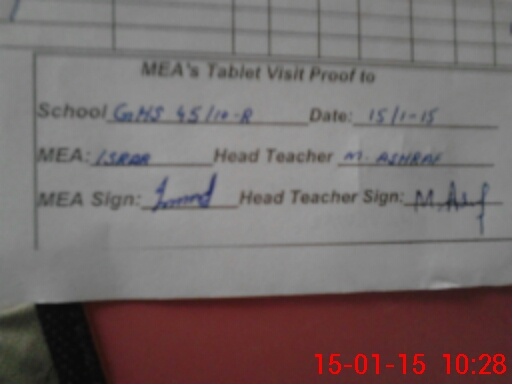 MEA's Tablet Visit Proof to
School GHS 45/10-R Date: 15/1-15
MEA: ISRAR Head Teacher M. ASHRAF
MEA Sign: Head Teacher Sign: M.
15-01-15 10:28